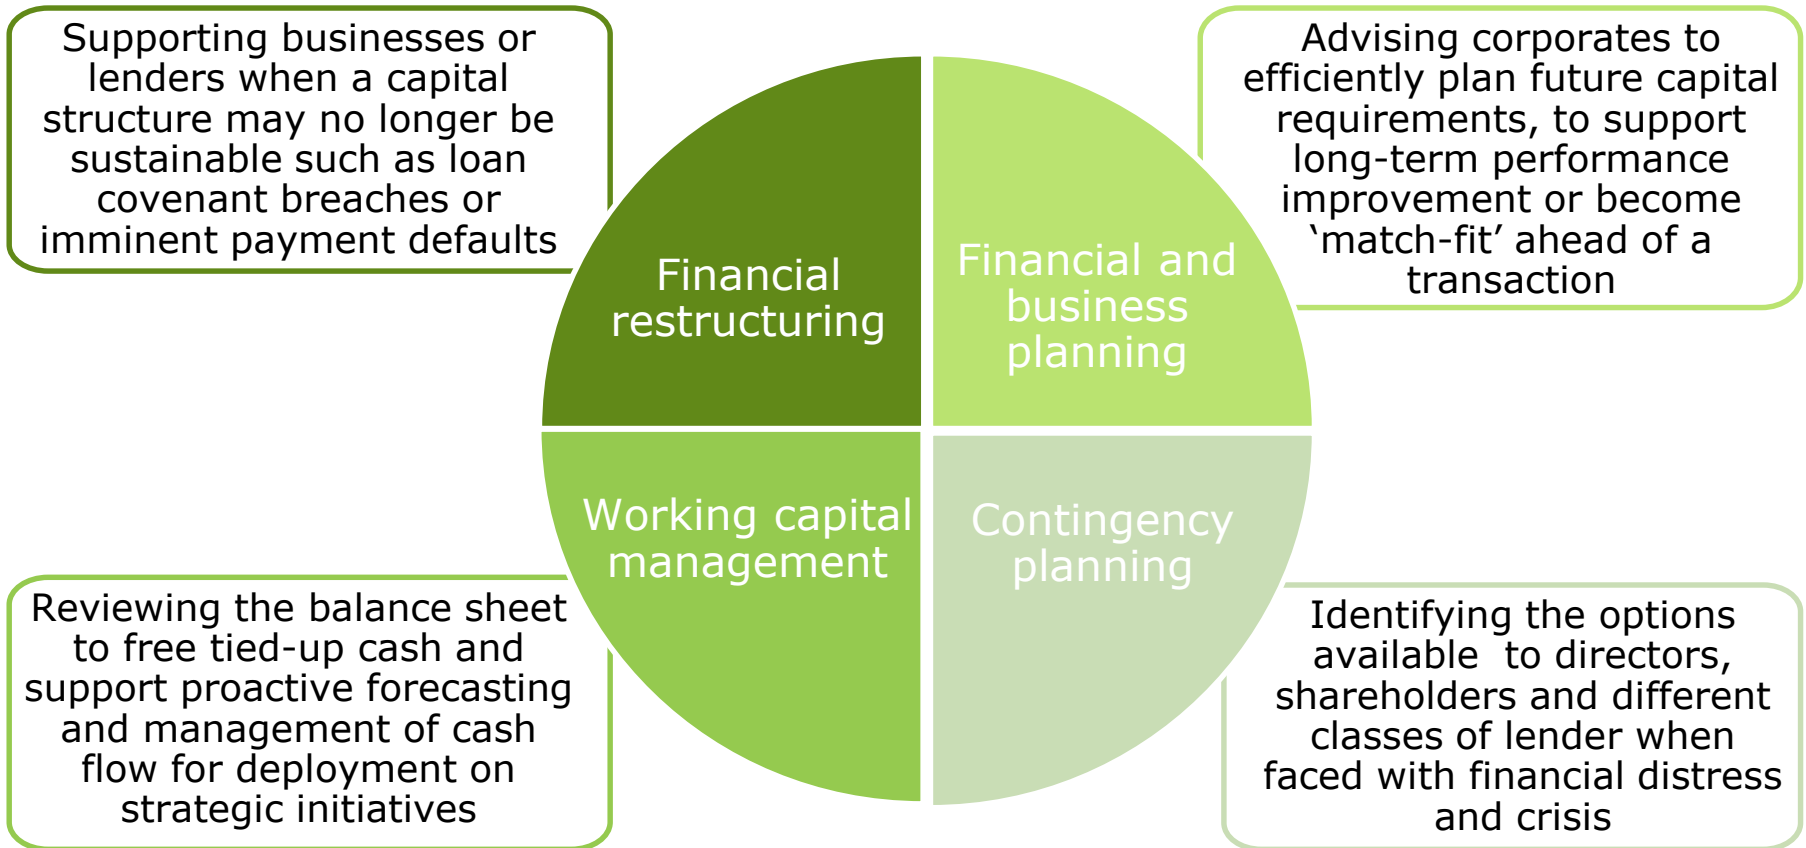 Supporting businesses or
lenders when a capital
structure may no longer be
sustainable such as loan
covenant breaches or
imminent payment defaults
Advising corporates to
efficiently plan future capital
requirements, to support
long-term performance
improvement or become
‘match-fit’ ahead of a
transaction
Financial
restructuring
Financial and
business
planning
Working capital
management
Contingency
planning
Reviewing the balance sheet
to free tied-up cash and
support proactive forecasting
and management of cash
flow for deployment on
strategic initiatives
Identifying the options
available  to directors,
shareholders and different
classes of lender when
faced with financial distress
and crisis